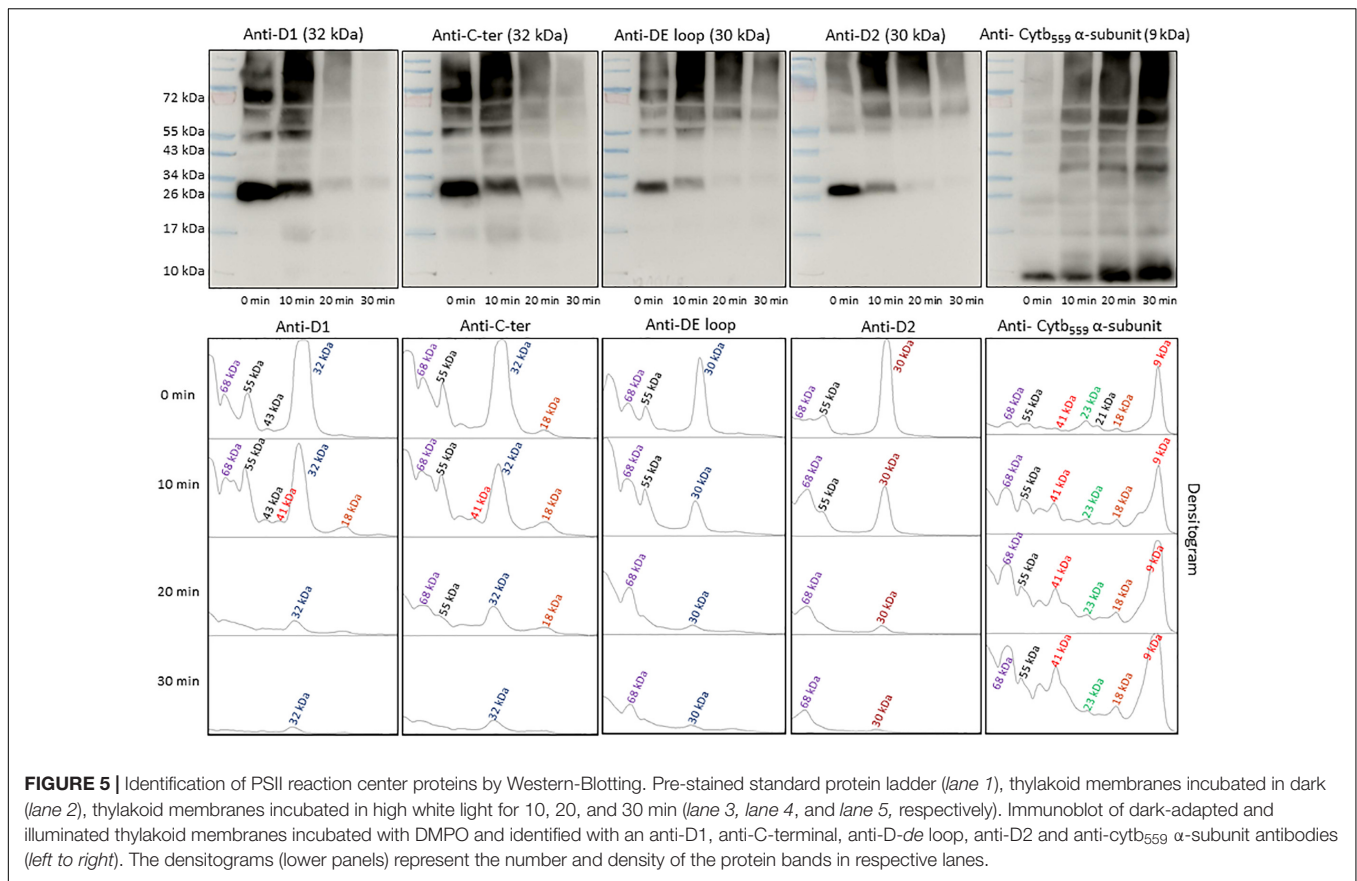 Anti-D1 (32 kDa) Anti-C-ter (32 kDa) Anti-DE loop (30 kDa) Anti-D2 (30 kDa) Anti- Cytb559 α-subunit (9 kDa)
72 kDa
55 kDa
43 kDa
34 kDa
26 kDa
17 kDa
10 kDa
0 min 10 min 20 min 30 min 0 min 10 min 20 min 30 min 0 min 10 min 20 min 30 min 0 min 10 min 20 min 30 min 0 min 10 min 20 min 30 min
Anti-D1 Anti-C-ter Anti-DE loop Anti-D2 Anti- Cytb559 α-subunit
0 min
68 kDa 55 kDa 43 kDa 32 kDa
68 kDa 55 kDa 32 kDa 18 kDa
68 kDa 55 kDa 30 kDa
68 kDa 55 kDa 30 kDa
68 kDa 55 kDa 41 kDa 23 kDa 21 kDa 18 kDa 9 kDa
10 min
68 kDa 55 kDa 43 kDa 41 kDa 32 kDa 18 kDa
68 kDa 55 kDa 41 kDa 32 kDa 18 kDa
68 kDa 55 kDa 30 kDa
68 kDa 55 kDa 30 kDa
68 kDa 55 kDa 41 kDa 23 kDa 18 kDa 9 kDa
20 min
32 kDa
68 kDa 55 kDa 32 kDa 18 kDa
68 kDa 30 kDa
68 kDa 30 kDa
68 kDa 55 kDa 41 kDa 23 kDa 18 kDa 9 kDa
30 min
32 kDa
32 kDa
68 kDa 30 kDa
68 kDa 30 kDa
68 kDa 55 kDa 41 kDa 23 kDa 18 kDa 9 kDa
Densitogram
FIGURE 5 | Identification of PSII reaction center proteins by Western-Blotting. Pre-stained standard protein ladder (lane 1), thylakoid membranes incubated in dark
(lane 2), thylakoid membranes incubated in high white light for 10, 20, and 30 min (lane 3, lane 4, and lane 5, respectively). Immunoblot of dark-adapted and
illuminated thylakoid membranes incubated with DMPO and identified with an anti-D1, anti-C-terminal, anti-D-de loop, anti-D2 and anti-cytb559 α-subunit antibodies
(left to right). The densitograms (lower panels) represent the number and density of the protein bands in respective lanes.